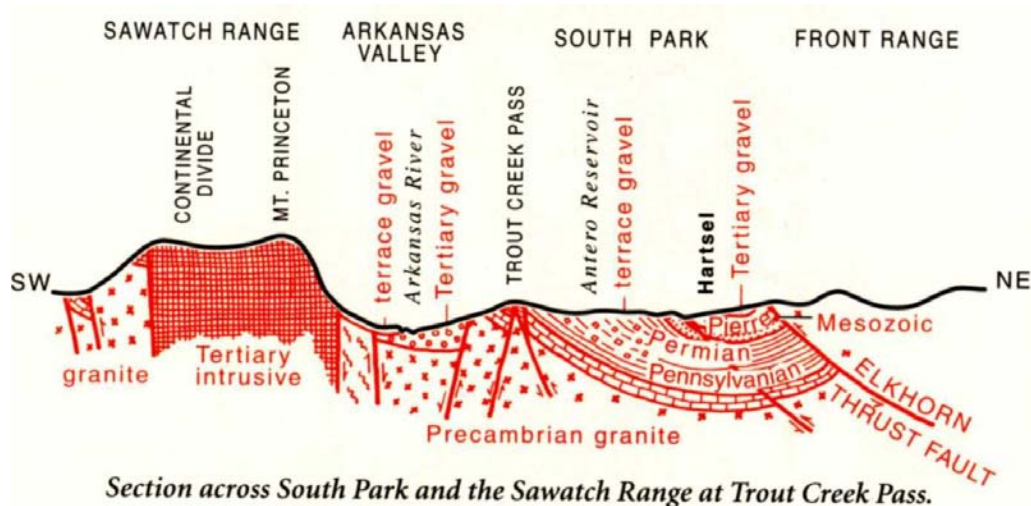 SAWATCH RANGE
ARKANSAS
VALLEY
SOUTH PARK
FRONT RANGE
CONTINENTAL
DIVIDE
MT. PRINCETON
terrace gravel
Arkansas River
Tertiary gravel
TROUT CREEK PASS
Antero Reservoir
terrace gravel
Hartsel
Tertiary gravel
SW
NE
granite
Tertiary
intrusive
Precambrian granite
Pierre
Permian
Pennsylvanian
Mesozoic
ELKHORN
THRUST FAULT
Section across South Park and the Sawatch Range at Trout Creek Pass.